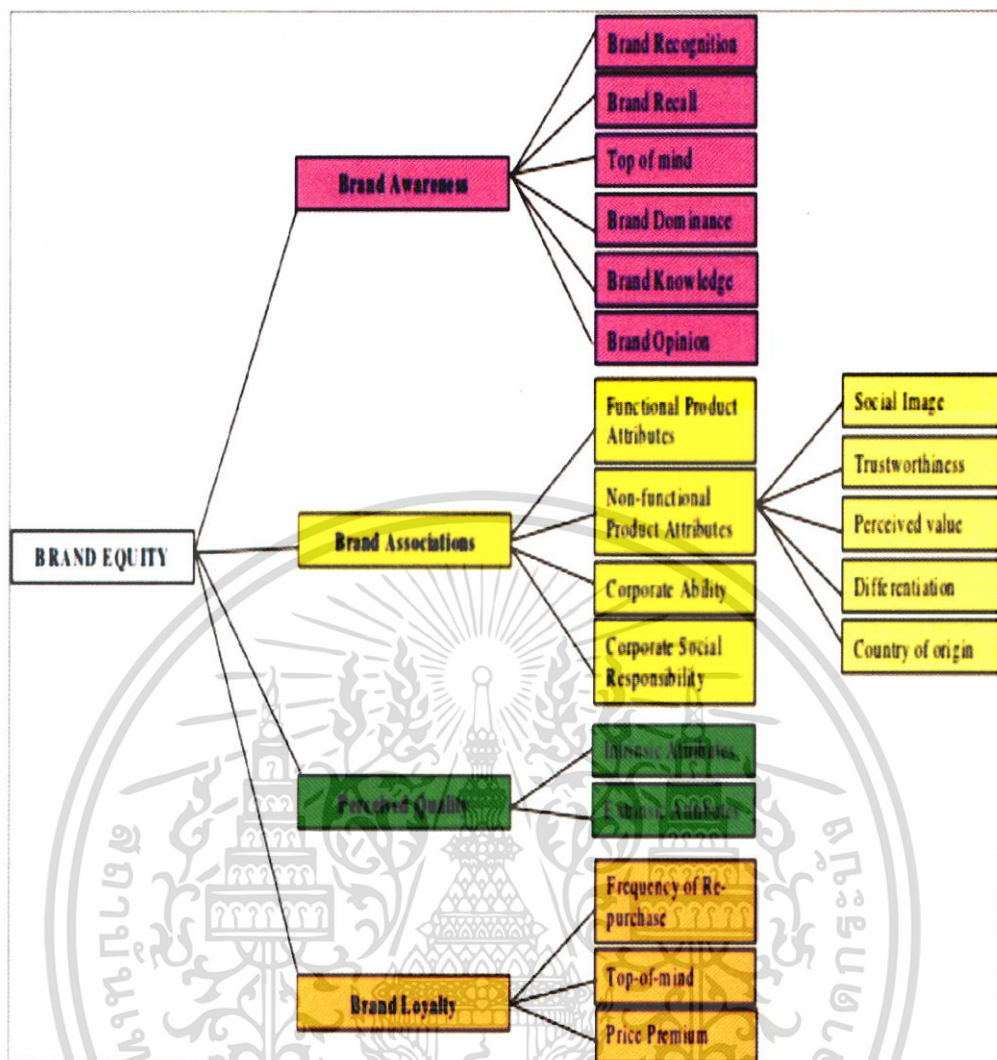 Brand Recognition
Brand Recall
Top of mind
Brand Dominance
Brand Knowledge
Brand Opinion
Brand Awareness
Functional Product
Attributes
Non-functional
Product Attributes
Corporate Ability
Corporate Social
Responsibility
Social Image
Trustworthiness
Perceived value
Differentiation
Country of origin
BRAND EQUITY
Brand Associations
Intrinsic Attributes
Extrinsic Attributes
Perceived Quality
Frequency of Re-
purchase
Top-of-mind
Price Premium
Brand Loyalty